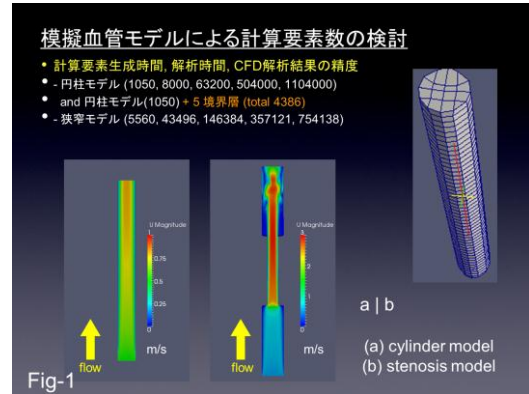 模擬血管モデルによる計算要素数の検討
• 計算要素生成時間, 解析時間, CFD解析結果の精度
• - 円柱モデル (1050, 8000, 63200, 504000, 1104000)
• and 円柱モデル(1050) + 5 境界層 (total 4386)
• - 狭窄モデル (5560, 43496, 146384, 357121, 754138)
U Magnitude
1
0.75
0.5
0.25
0
m/s
flow
U Magnitude
3
2
1
0
m/s
flow
a | b
(a) cylinder model
(b) stenosis model
Fig-1